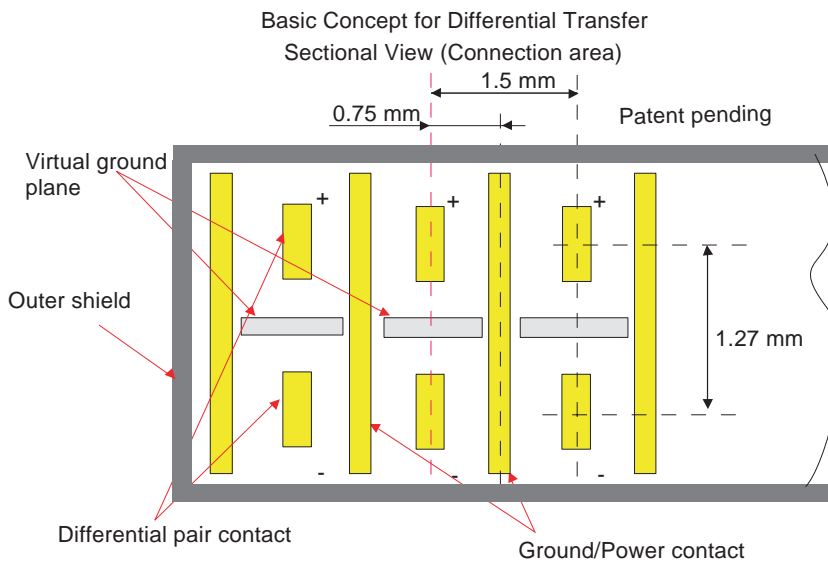 Basic Concept for Differential Transfer
Sectional View (Connection area)
1.5 mm
0.75 mm
Patent pending
Virtual ground
plane
+
+
+
Outer shield
1.27 mm
-
-
-
Differential pair contact
Ground/Power contact